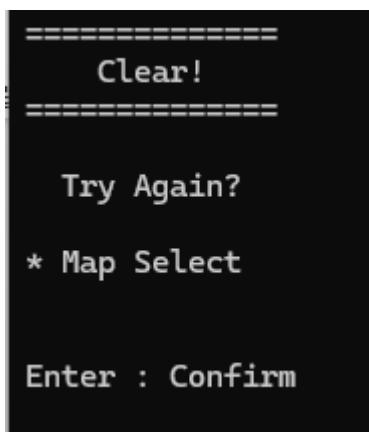 ==============
Clear!
==============
Try Again?
* Map Select
Enter : Confirm